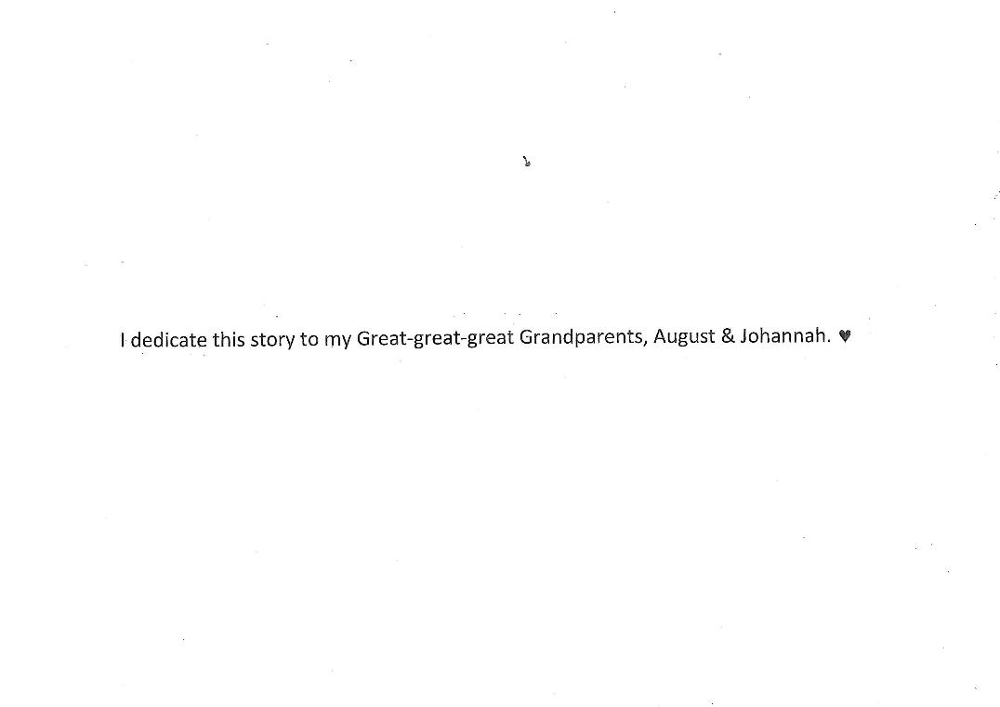 I dedicate this story to my Great-great-great Grandparents, August & Johannah. ♥